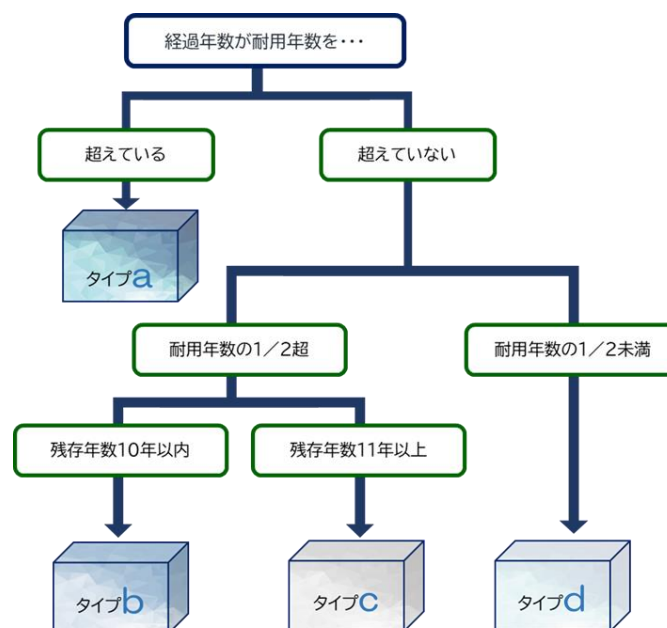 経過年数が耐用年数を・・・
超えている
超えていない
タイプa
耐用年数の1／2超
耐用年数の1／2未満
残存年数10年以内
残存年数11年以上
タイプb
タイプc
タイプd